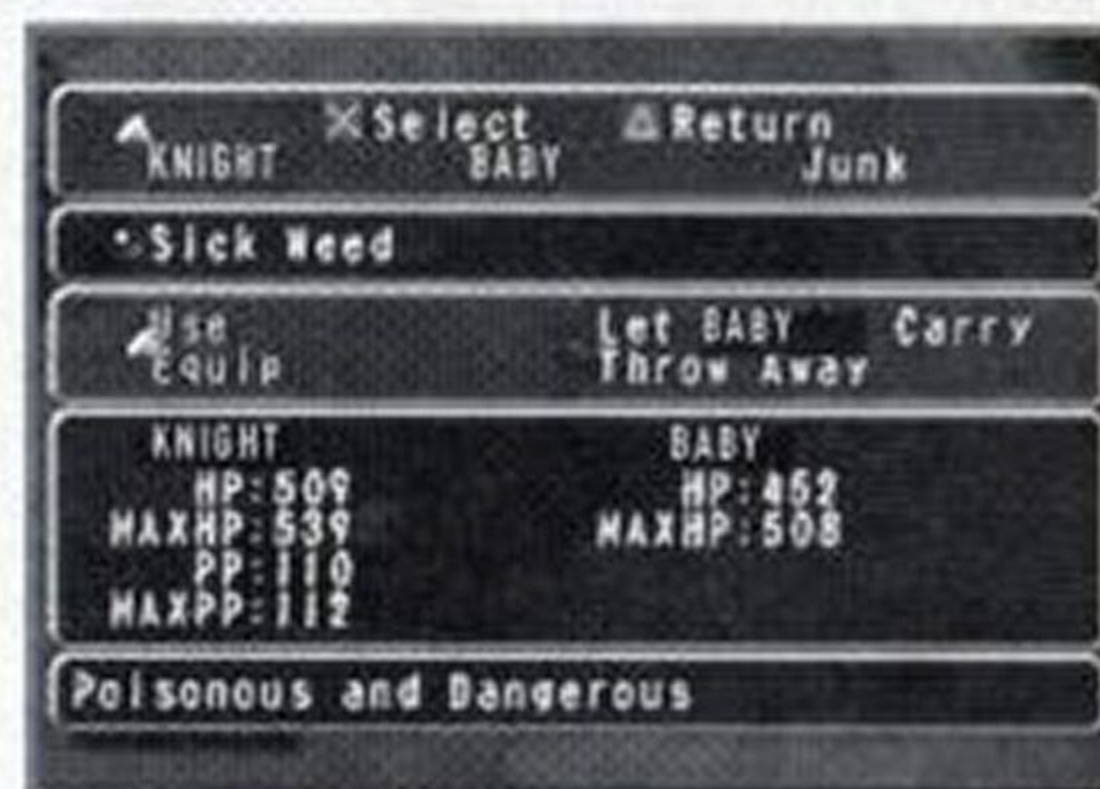 Select Return
KNIGHT BABY Junk
Sick Weed
Use Let BABY Carry
Equip Throw Away
KNIGHT BABY
HP:509 HP:452
MAXHP:539 MAXHP:508
PP:110
MAXPP:112
Poisonous and Dangerous